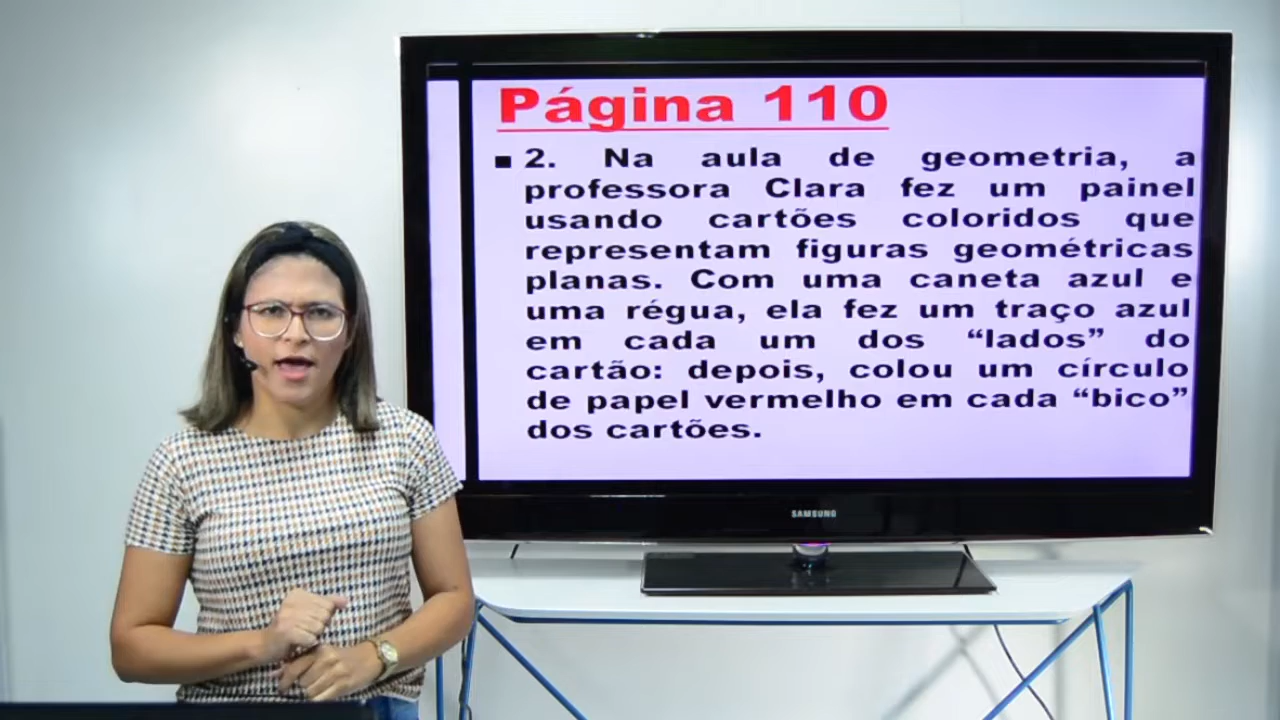 Página 110
2. Na aula de geometria, a
professora Clara fez um painel
usando cartões coloridos que
representam figuras geométricas
planas. Com uma caneta azul e
uma régua, ela fez um traço azul
em cada um dos “lados” do
cartão: depois, colou um círculo
de papel vermelho em cada “bico”
dos cartões.
SAMSUNG